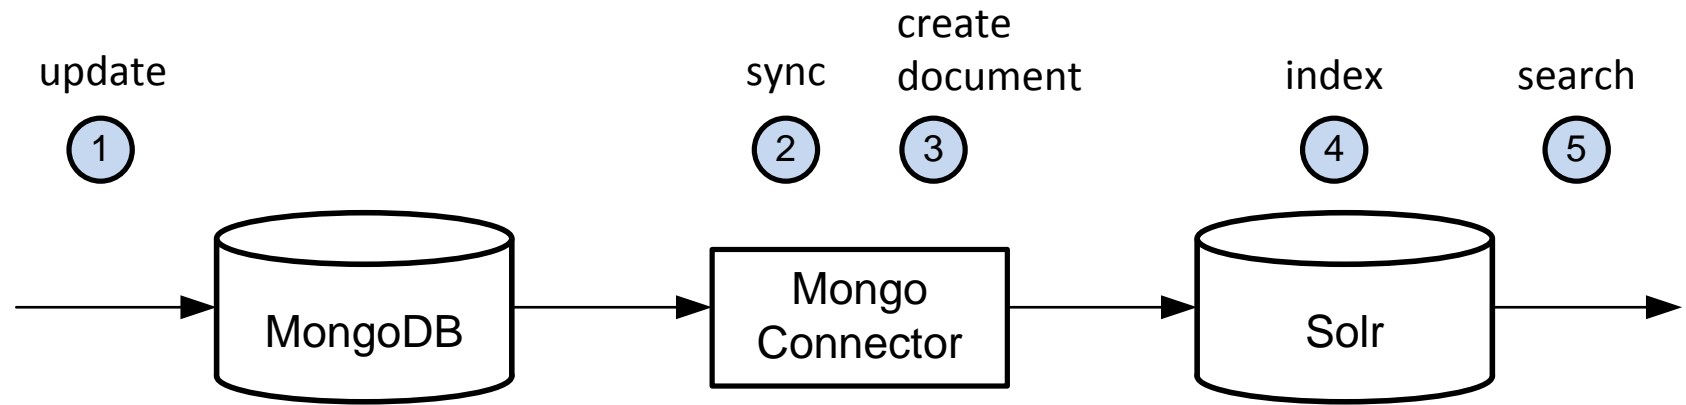 update
1
sync
2
create
document
3
index
4
search
5
MongoDB
Mongo
Connector
Solr